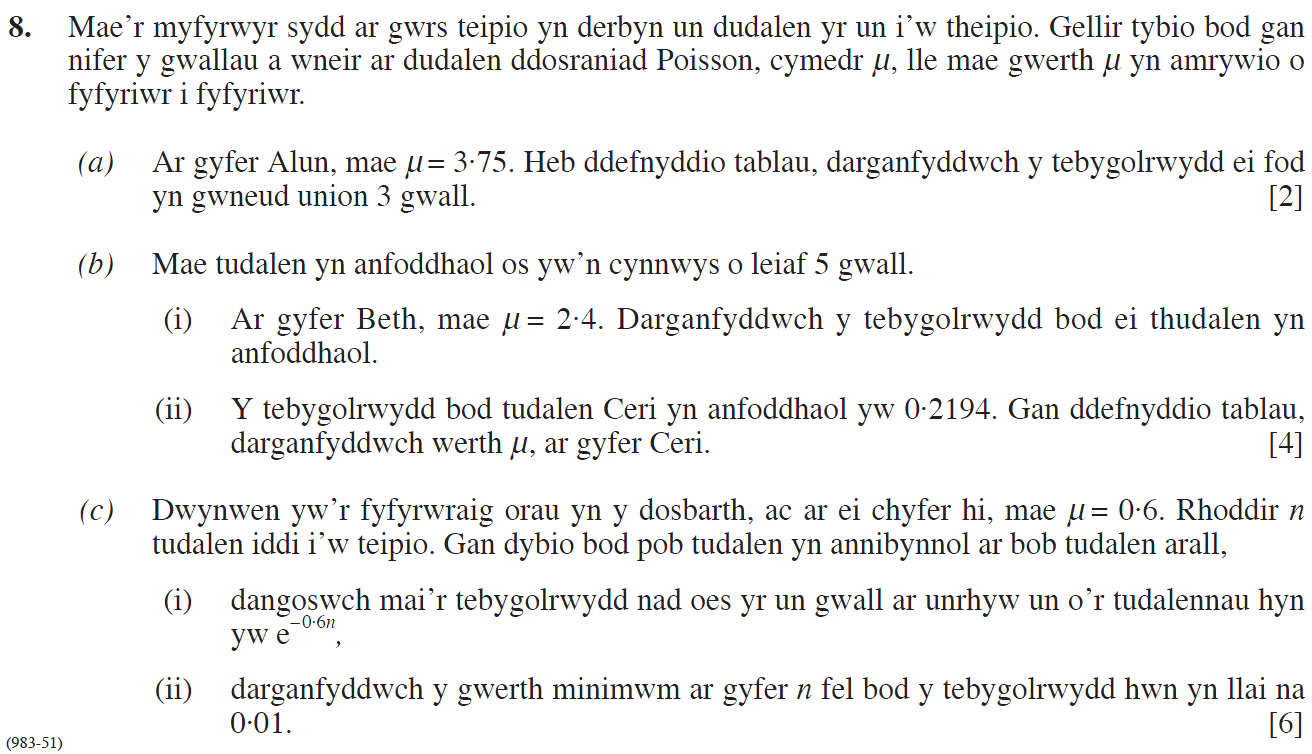 8. Mae'r myfyrwyr sydd ar gwrs teipio yn derbyn un dudalen yr un i'w theipio. Gellir tybio bod gan
nifer y gwallau a wneir ar dudalen ddosraniad Poisson, cymedr μ, lle mae gwerth μ yn amrywio o
fyfyriwr i fyfyriwr.
(a) Ar gyfer Alun, mae μ = 3·75. Heb ddefnyddio tablau, darganfyddwch y tebygolrwydd ei fod
yn gwneud union 3 gwall. [2]
(b) Mae tudalen yn anfoddhaol os yw'n cynnwys o leiaf 5 gwall.
(i) Ar gyfer Beth, mae μ = 2·4. Darganfyddwch y tebygolrwydd bod ei thudalen yn
anfoddhaol.
(ii) Y tebygolrwydd bod tudalen Ceri yn anfoddhaol yw 0·2194. Gan ddefnyddio tablau,
darganfyddwch werth μ, ar gyfer Ceri. [4]
(c) Dwynwen yw'r fyfyrwraig orau yn y dosbarth, ac ar ei chyfer hi, mae μ = 0·6. Rhoddir n
tudalen iddi i'w teipio. Gan dybio bod pob tudalen yn annibynnol ar bob tudalen arall,
(i) dangoswch mai'r tebygolrwydd nad oes yr un gwall ar unrhyw un o'r tudalennau hyn
yw e^{-0·6n},
(ii) darganfyddwch y gwerth minimwm ar gyfer n fel bod y tebygolrwydd hwn yn llai na
0·01. [6]
(983-51)